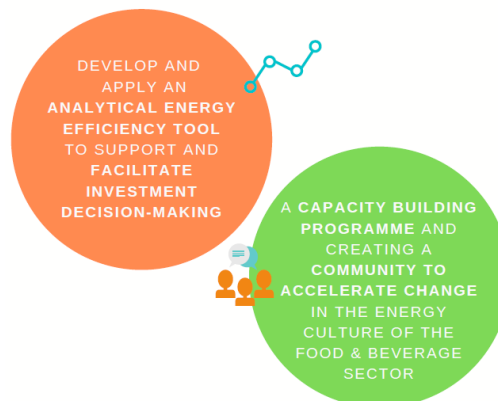 DEVELOP AND
APPLY AN
ANALYTICAL ENERGY
EFFICIENCY TOOL
TO SUPPORT AND
FACILITATE
INVESTMENT
DECISION-MAKING
A CAPACITY BUILDING
PROGRAMME AND
CREATING A
COMMUNITY TO
ACCELERATE CHANGE
IN THE ENERGY
CULTURE OF THE
FOOD & BEVERAGE
SECTOR